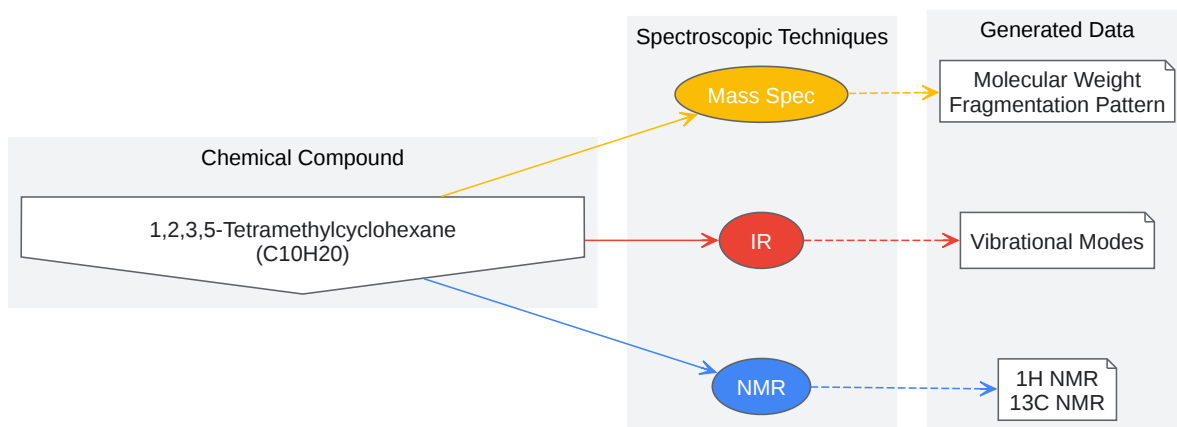 Chemical Compound
1,2,3,5-Tetramethylcyclohexane
(C10H20)
Spectroscopic Techniques
Mass Spec
IR
NMR
Generated Data
Molecular Weight
Fragmentation Pattern
Vibrational Modes
1H NMR
13C NMR